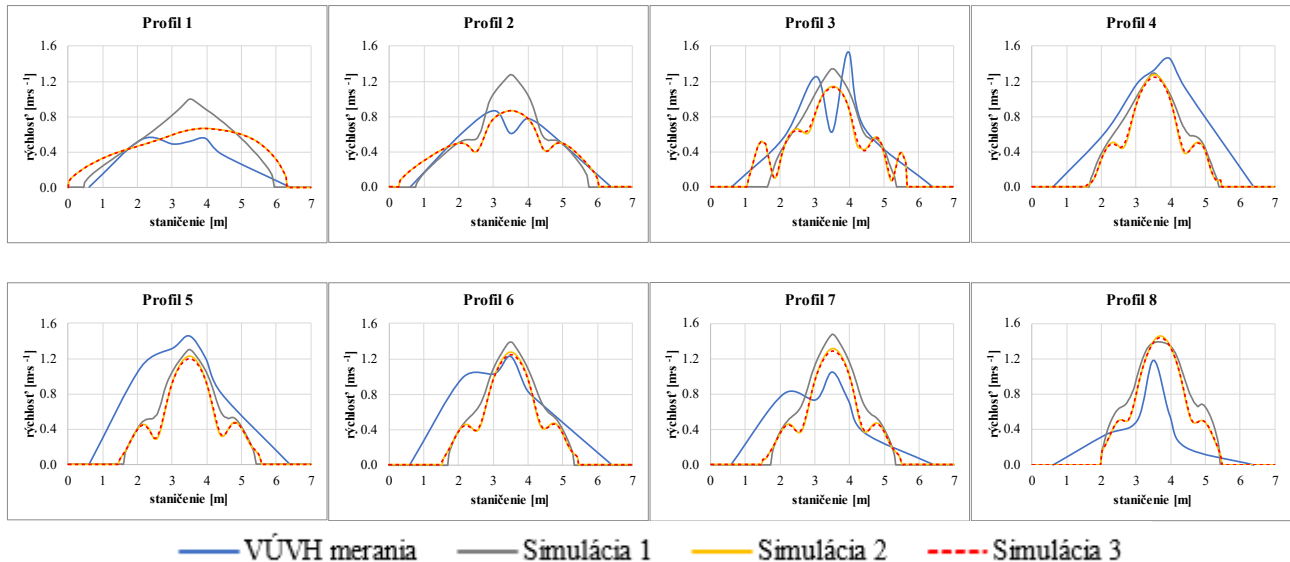 Profil 1
1.6
1.2
0.8
0.4
0.0
rýchlosť [ms⁻¹]
0 1 2 3 4 5 6 7
staničenie [m]
Profil 2
1.6
1.2
0.8
0.4
0.0
rýchlosť [ms⁻¹]
0 1 2 3 4 5 6 7
staničenie [m]
Profil 3
1.6
1.2
0.8
0.4
0.0
rýchlosť [ms⁻¹]
0 1 2 3 4 5 6 7
staničenie [m]
Profil 4
1.6
1.2
0.8
0.4
0.0
rýchlosť [ms⁻¹]
0 1 2 3 4 5 6 7
staničenie [m]
Profil 5
1.6
1.2
0.8
0.4
0.0
rýchlosť [ms⁻¹]
0 1 2 3 4 5 6 7
staničenie [m]
Profil 6
1.6
1.2
0.8
0.4
0.0
rýchlosť [ms⁻¹]
0 1 2 3 4 5 6 7
staničenie [m]
Profil 7
1.6
1.2
0.8
0.4
0.0
rýchlosť [ms⁻¹]
0 1 2 3 4 5 6 7
staničenie [m]
Profil 8
1.6
1.2
0.8
0.4
0.0
rýchlosť [ms⁻¹]
0 1 2 3 4 5 6 7
staničenie [m]
VÚVH merania Simulácia 1 Simulácia 2 Simulácia 3